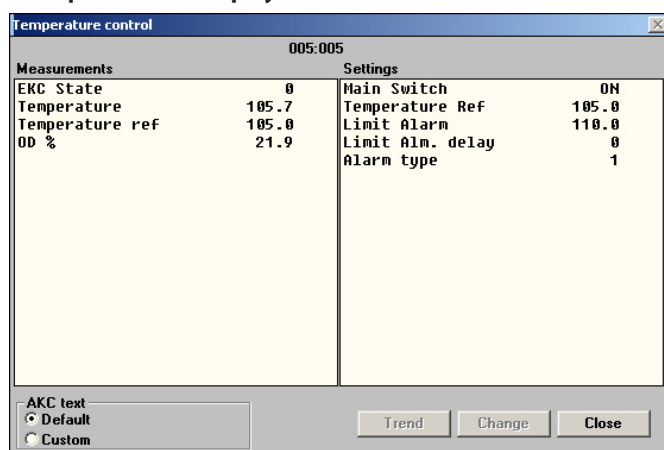 Temperature control
005:005
Measurements
EKC State 0
Temperature 105.7
Temperature ref 105.0
OD % 21.9
Settings
Main Switch ON
Temperature Ref 105.0
Limit Alarm 110.0
Limit Alm. delay 0
Alarm type 1
AKC text
Default
Custom
Trend Change Close